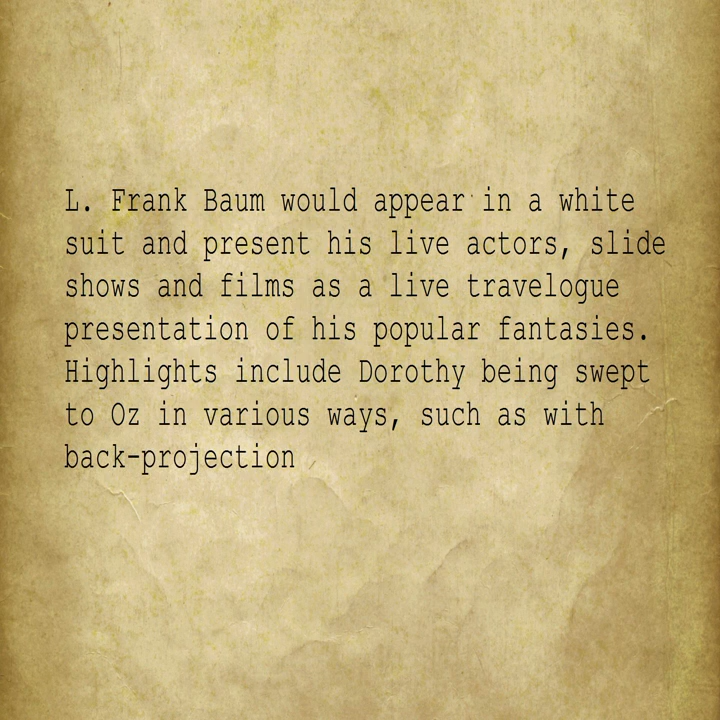 L. Frank Baum would appear in a white
suit and present his live actors, slide
shows and films as a live travelogue
presentation of his popular fantasies.
Highlights include Dorothy being swept
to Oz in various ways, such as with
back-projection